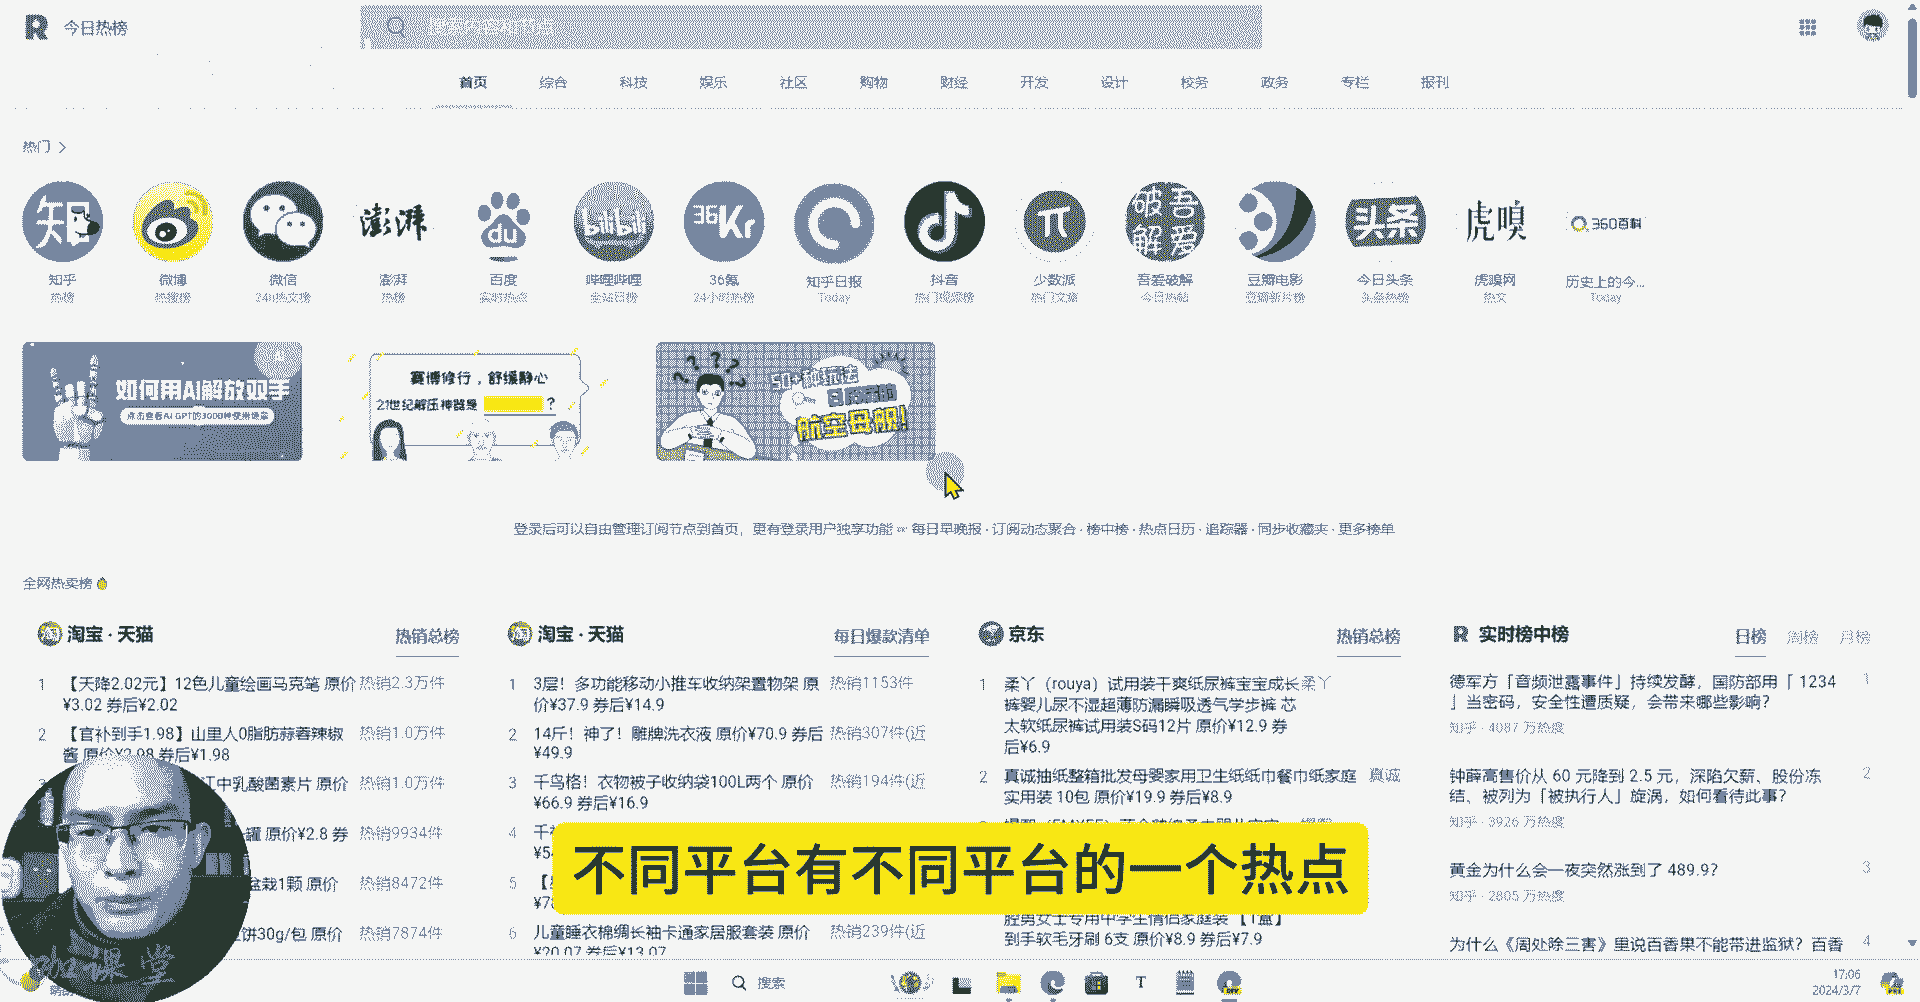 今日热榜
首页 综合 科技 娱乐 社区 购物 财经 开发 设计 校务 政务 专栏 报刊
热门
知乎 微博 微信 澎湃 百度 哔哩哔哩 36氪 知乎日报 抖音 少数派 吾爱破解 豆瓣电影 今日头条 虎嗅网 历史上的今...
热榜 热搜榜 24h热文榜 热榜 实时热点 全站日榜 24小时热榜 Today 热门视频榜 热门文章 今日热帖 豆瓣新片榜 头条热榜 热文 Today
如何用AI解放双手
点击查看AI GPT的3000种使用场景
赛博修行，舒缓静心
21世纪解压神器是 ?
50+种玩法
航空母舰!
登录后可以自由管理订阅节点到首页，更有登录用户独享功能 每日早晚报 · 订阅动态聚合 · 榜中榜 · 热点日历 · 追踪器 · 同步收藏夹 · 更多榜单
全网热卖榜
淘宝 · 天猫 热销总榜
1 【天降2.02元】12色儿童绘画马克笔 原价 热销2.3万件
¥3.02 券后¥2.02
2 【官补到手1.98】山里人0脂肪蒜蓉辣椒 热销1.0万件
酱 原价¥2.98 券后¥1.98
江中乳酸菌素片 原价 热销1.0万件
罐 原价¥2.8 券 热销9934件
盆栽1颗 原价 热销8472件
饼30g/包 原价 热销7874件
淘宝 · 天猫 每日爆款清单
1 3层！多功能移动小推车收纳架置物架 原 热销1153件
价¥37.9 券后¥14.9
2 14斤！神了！雕牌洗衣液 原价¥70.9 券后 热销307件(近
¥49.9
3 千鸟格！衣物被子收纳袋100L两个 原价 热销194件(近
¥66.9 券后¥16.9
4
5
6 儿童睡衣棉绸长袖卡通家居服套装 原价 热销239件(近
¥20.07 券后¥13.07
京东 热销总榜
1 柔丫（rouya）试用装干爽纸尿裤宝宝成长 柔丫
裤婴儿尿不湿超薄防漏瞬吸透气学步裤 芯
太软纸尿裤试用装S码12片 原价¥12.9 券
后¥6.9
2 真诚抽纸整箱批发母婴家用卫生纸纸巾餐巾纸家庭 真诚
实用装 10包 原价¥19.9 券后¥8.9
腔男女士专用中学生情侣家庭装 【1盒】
到手软毛牙刷 6支 原价¥8.9 券后¥7.9
实时榜中榜 日榜 周榜 月榜
德军方「音频泄露事件」持续发酵，国防部用「 1234 1
」当密码，安全性遭质疑，会带来哪些影响？
知乎 · 4087 万热度
钟薛高售价从 60 元降到 2.5 元，深陷欠薪、股份冻 2
结、被列为「被执行人」旋涡，如何看待此事？
知乎 · 3926 万热度
黄金为什么会一夜突然涨到了 489.9？ 3
知乎 · 2805 万热度
为什么《周处除三害》里说百香果不能带进监狱？百香 4
不同平台有不同平台的一个热点
搜索
17:06
2024/3/7